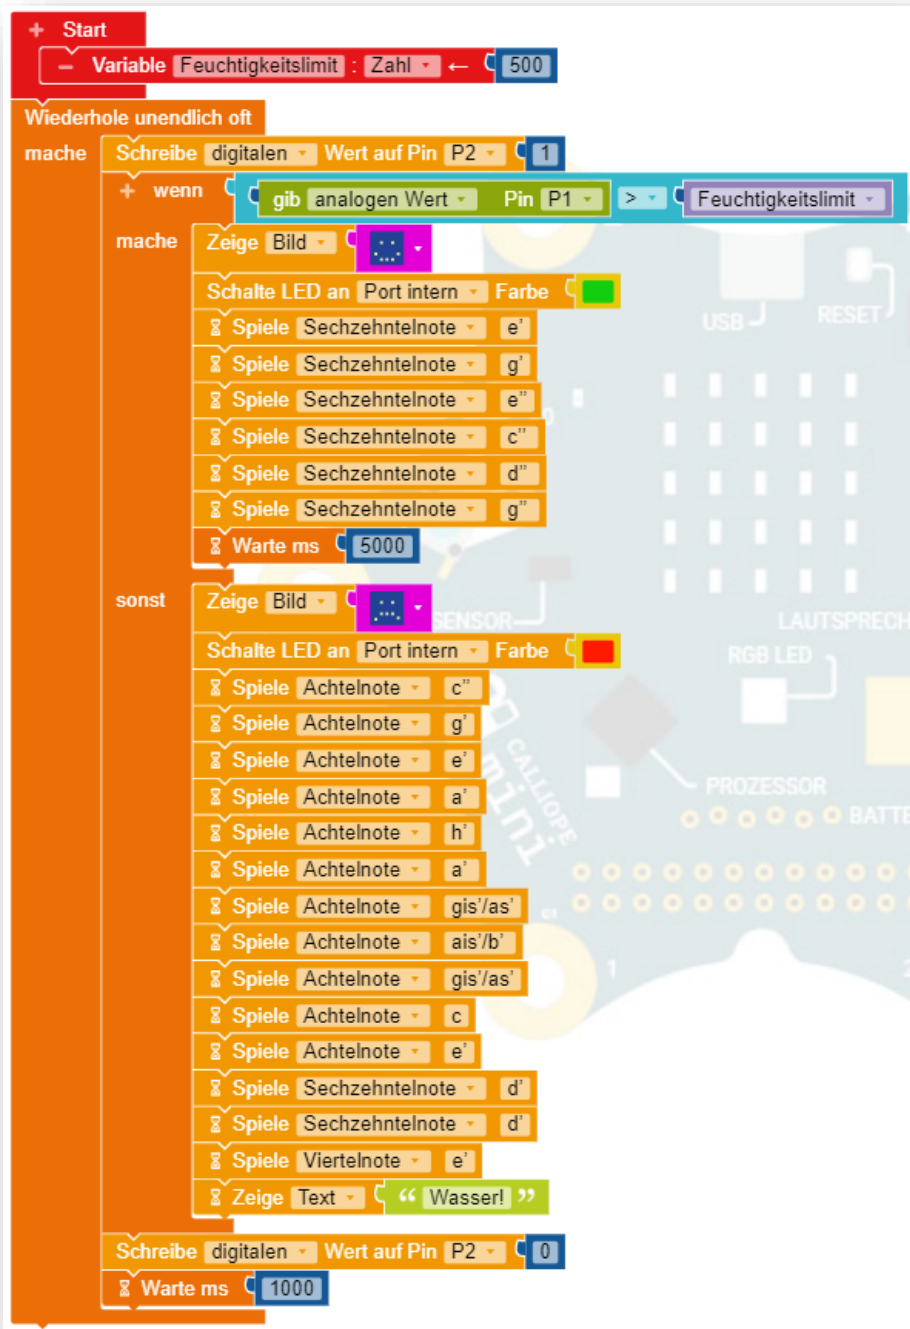 + Start
– Variable Feuchtigkeitslimit : Zahl ← 500
Wiederhole unendlich oft
mache Schreibe digitalen Wert auf Pin P2 1
+ wenn gib analogen Wert Pin P1 > Feuchtigkeitslimit
mache Zeige Bild
Schalte LED an Port intern Farbe
Spiele Sechzehntelnote e’
Spiele Sechzehntelnote g’
Spiele Sechzehntelnote e’’
Spiele Sechzehntelnote c’’
Spiele Sechzehntelnote d’’
Spiele Sechzehntelnote g’’
Warte ms 5000
sonst Zeige Bild
Schalte LED an Port intern Farbe
Spiele Achtelnote c’’
Spiele Achtelnote g’
Spiele Achtelnote e’
Spiele Achtelnote a’
Spiele Achtelnote h’
Spiele Achtelnote a’
Spiele Achtelnote gis’/as’
Spiele Achtelnote ais’/b’
Spiele Achtelnote gis’/as’
Spiele Achtelnote c
Spiele Achtelnote e’
Spiele Sechzehntelnote d’
Spiele Sechzehntelnote d’
Spiele Viertelnote e’
Zeige Text “ Wasser! ”
Schreibe digitalen Wert auf Pin P2 0
Warte ms 1000
USB
RESET
SENSOR
LAUTSPRECH
RGB LED
CALLIOPE
mini
PROZESSOR
BATTE
C1
1
2
0